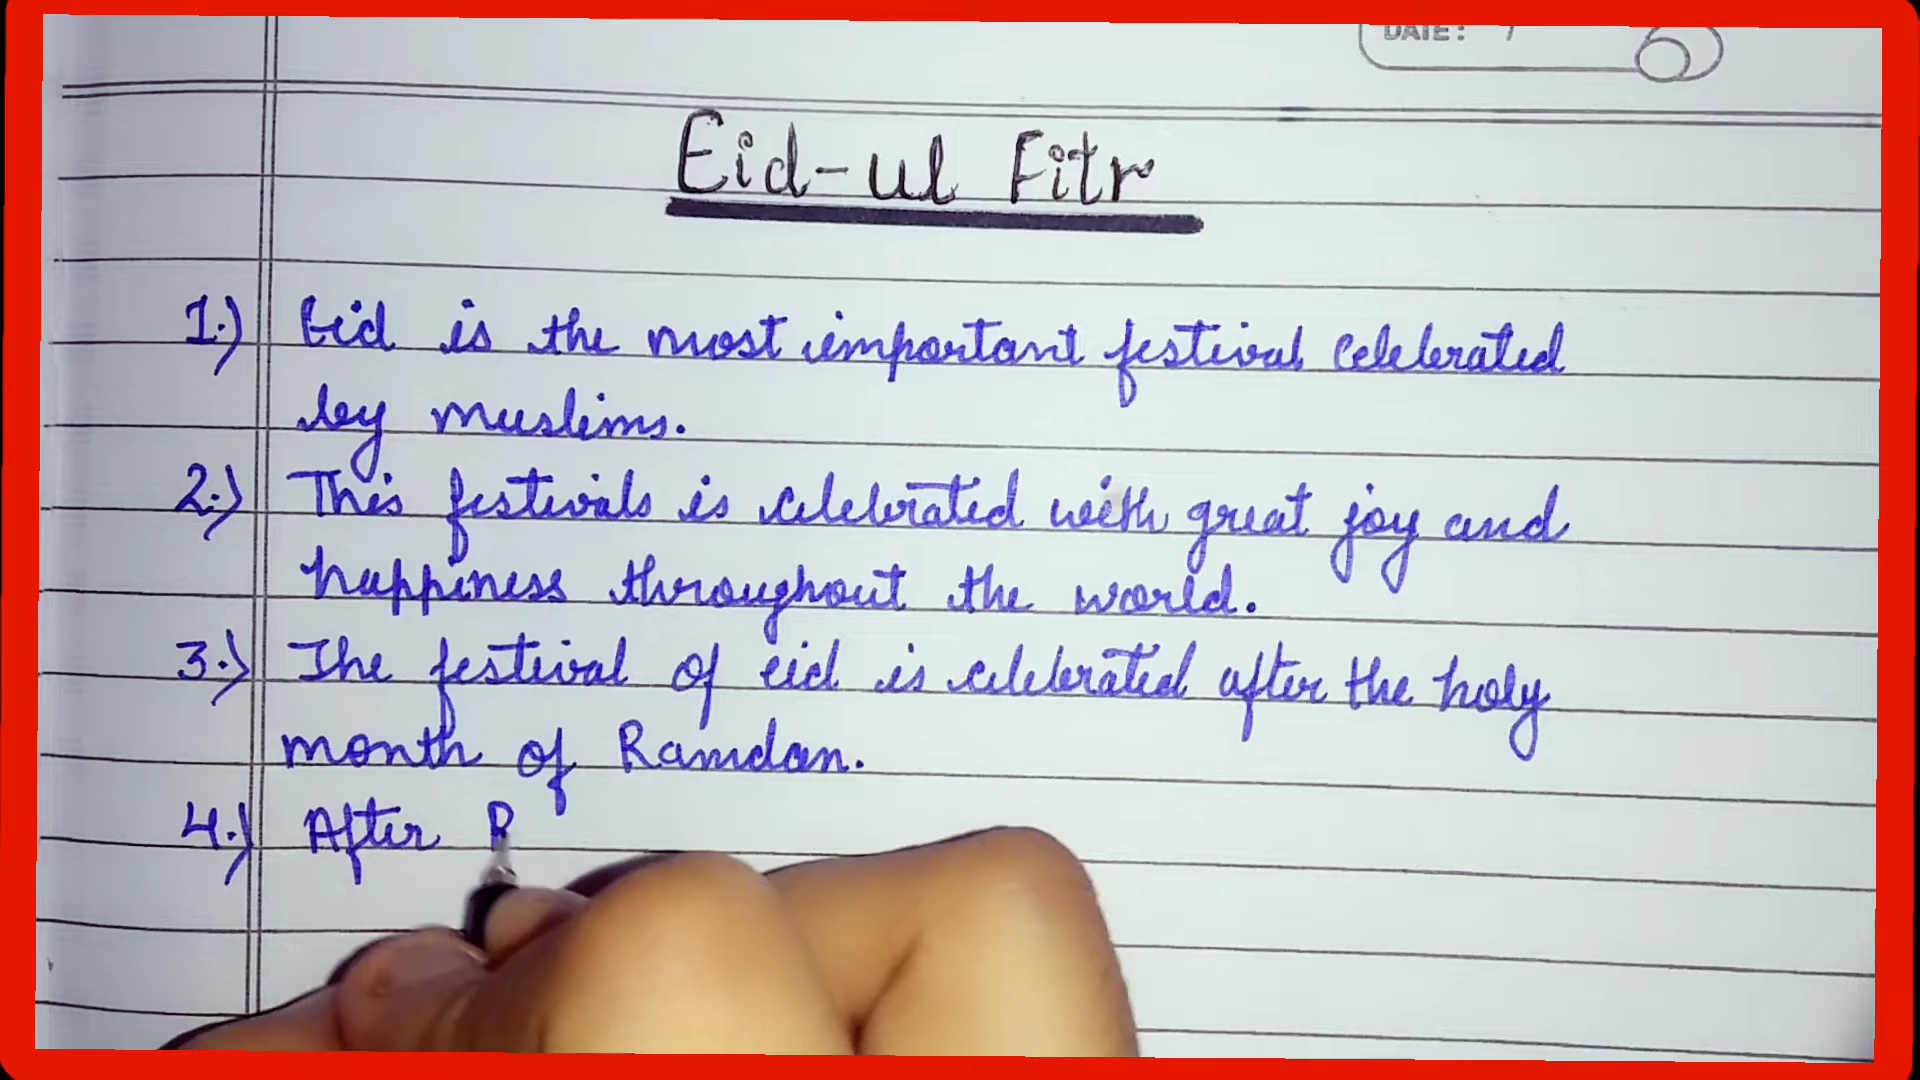 DATE: /
Eid-ul Fitr
1.) Eid is the most important festival celebrated
by muslims.
2.) This festivals is celebrated with great joy and
happiness throughout the world.
3.) The festival of eid is celebrated after the holy
month of Ramdan.
4.) After R